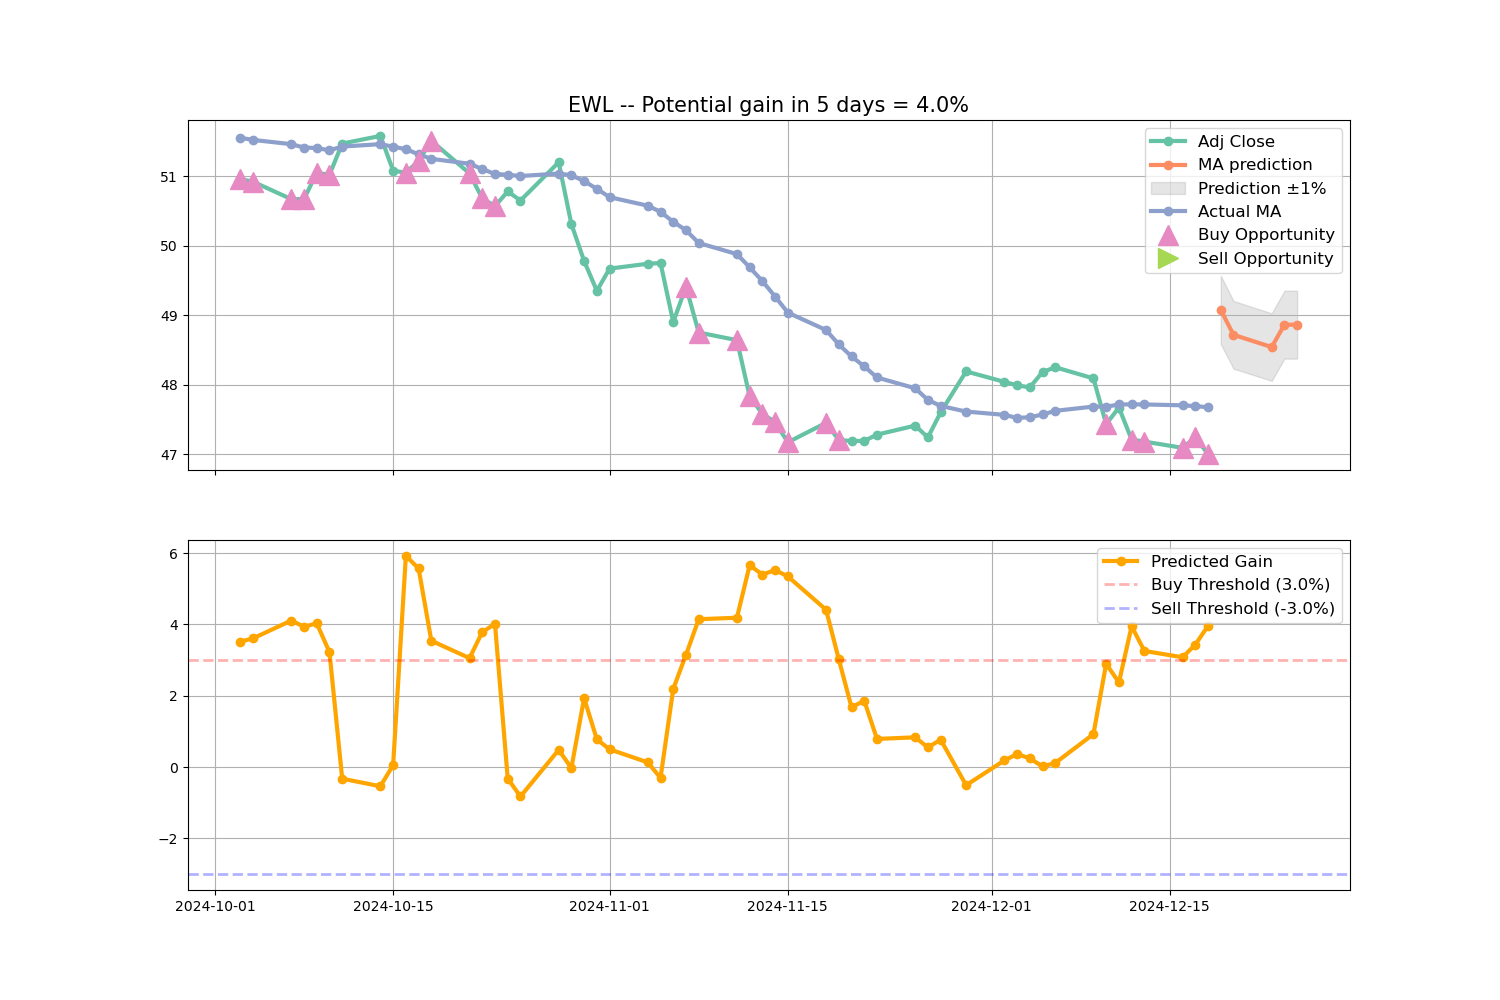 EWL -- Potential gain in 5 days = 4.0%
Adj Close
MA prediction
Prediction ±1%
Actual MA
Buy Opportunity
Sell Opportunity
51
50
49
48
47
Predicted Gain
Buy Threshold (3.0%)
Sell Threshold (-3.0%)
6
4
2
0
−2
2024-10-01 2024-10-15 2024-11-01 2024-11-15 2024-12-01 2024-12-15